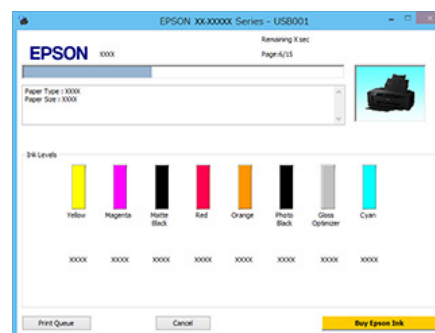 EPSON XX-XXXXX Series - USB001
EPSON XXXX
Remaining X sec
Page:6/15
Paper Type : XXXX
Paper Size : XXXX
Ink Levels
Yellow Magenta Matte Black Red Orange Photo Black Gloss Optimizer Cyan
XXXX XXXX XXXX XXXX XXXX XXXX XXXX XXXX
Print Queue Cancel Buy Epson Ink